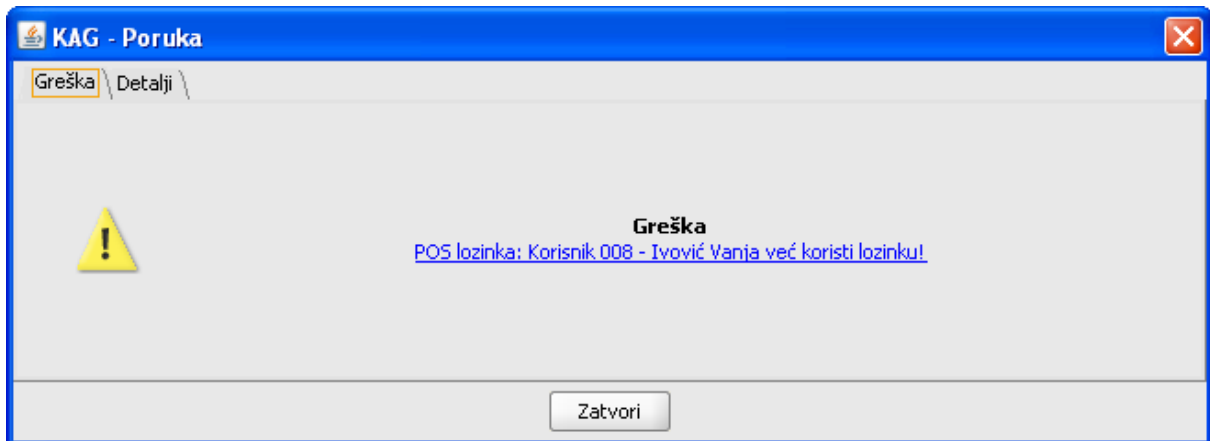 KAG - Poruka
Greška Detalji
Greška
POS lozinka: Korisnik 008 - Ivović Vanja već koristi lozinku!
Zatvori